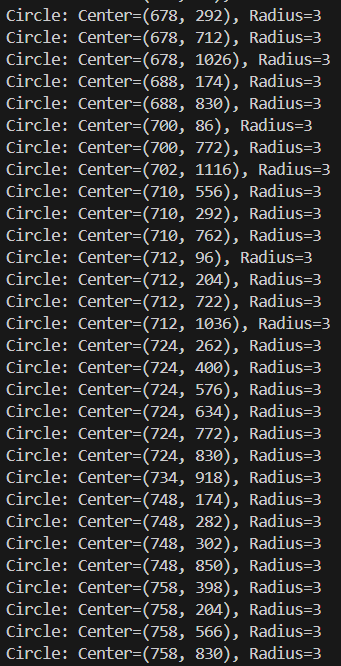 Circle: Center=(678, 292), Radius=3
Circle: Center=(678, 712), Radius=3
Circle: Center=(678, 1026), Radius=3
Circle: Center=(688, 174), Radius=3
Circle: Center=(688, 830), Radius=3
Circle: Center=(700, 86), Radius=3
Circle: Center=(700, 772), Radius=3
Circle: Center=(702, 1116), Radius=3
Circle: Center=(710, 556), Radius=3
Circle: Center=(710, 292), Radius=3
Circle: Center=(710, 762), Radius=3
Circle: Center=(712, 96), Radius=3
Circle: Center=(712, 204), Radius=3
Circle: Center=(712, 722), Radius=3
Circle: Center=(712, 1036), Radius=3
Circle: Center=(724, 262), Radius=3
Circle: Center=(724, 400), Radius=3
Circle: Center=(724, 576), Radius=3
Circle: Center=(724, 634), Radius=3
Circle: Center=(724, 772), Radius=3
Circle: Center=(724, 830), Radius=3
Circle: Center=(734, 918), Radius=3
Circle: Center=(748, 174), Radius=3
Circle: Center=(748, 282), Radius=3
Circle: Center=(748, 302), Radius=3
Circle: Center=(748, 850), Radius=3
Circle: Center=(758, 398), Radius=3
Circle: Center=(758, 204), Radius=3
Circle: Center=(758, 566), Radius=3
Circle: Center=(758, 830), Radius=3